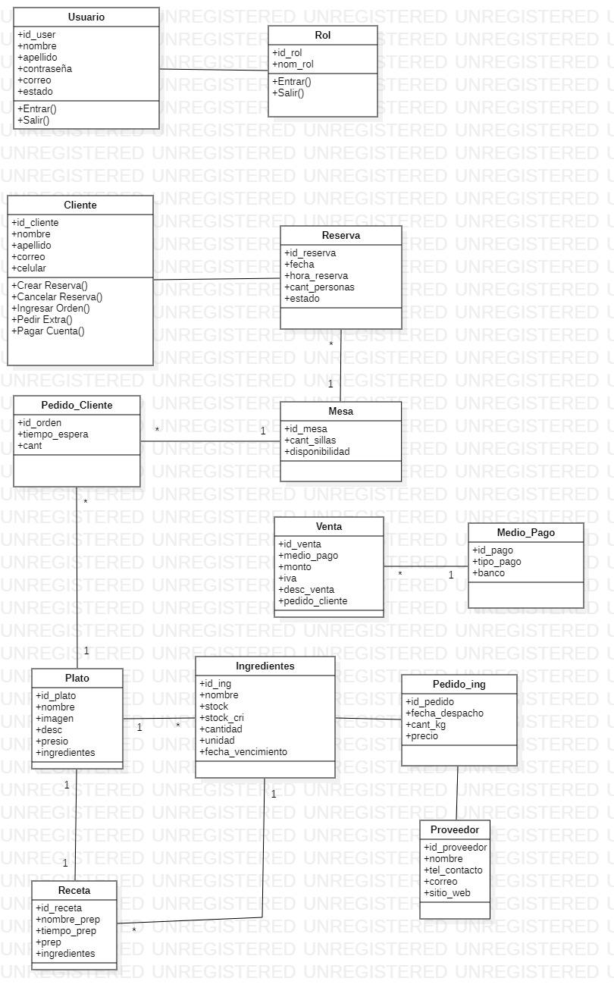 Usuario
+id_user
+nombre
+apellido
+contraseña
+correo
+estado
+Entrar()
+Salir()
Rol
+id_rol
+nom_rol
+Entrar()
+Salir()
Cliente
+id_cliente
+nombre
+apellido
+correo
+celular
+Crear Reserva()
+Cancelar Reserva()
+Ingresar Orden()
+Pedir Extra()
+Pagar Cuenta()
Reserva
+id_reserva
+fecha
+hora_reserva
+cant_personas
+estado
*
1
Pedido_Cliente
+id_orden
+tiempo_espera
+cant
* 1
Mesa
+id_mesa
+cant_sillas
+disponibilidad
*
1
Venta
+id_venta
+medio_pago
+monto
+iva
+desc_venta
+pedido_cliente
* 1
Medio_Pago
+id_pago
+tipo_pago
+banco
Plato
+id_plato
+nombre
+imagen
+desc
+presio
+ingredientes
1 *
Ingredientes
+id_ing
+nombre
+stock
+stock_cri
+cantidad
+unidad
+fecha_vencimiento
Pedido_ing
+id_pedido
+fecha_despacho
+cant_kg
+precio
1
1
1
*
Proveedor
+id_proveedor
+nombre
+tel_contacto
+correo
+sitio_web
Receta
+id_receta
+nombre_prep
+tiempo_prep
+prep
+ingredientes
UNREGISTERED